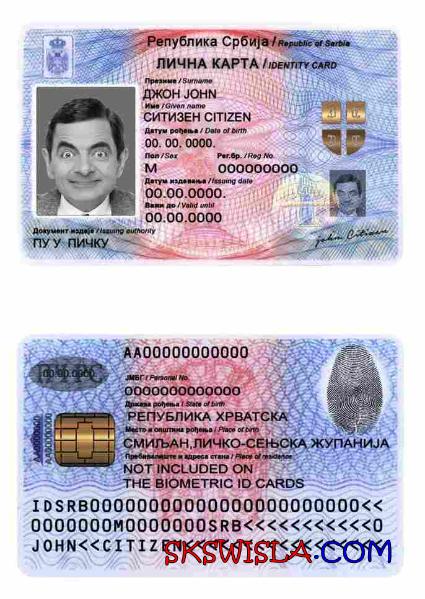 Република Србија / Republic of Serbia
ЛИЧНА КАРТА / IDENTITY CARD
Презиме / Surname
ДЖОН JOHN
Име / Given name
СИТИЗЕН CITIZEN
Датум рођења / Date of birth
00. 00. 0000.
Пол / Sex Рег.бр. / Reg No.
M 000000000
Датум издавања / Issuing date
00.00.0000.
Важи до / Valid until
00.00.0000
Документ издаје / Issuing authority
ПУ У ПИЧКУ
John Citizen
AA00000000000
00.00.0000
ЈМБГ / Personal No.
0000000000000
Држава рођења / State of birth
РЕПУБЛИКА ХРВАТСКА
Место и општина рођења / Place of birth
СМИЉАН,ЛИЧКО-СЕЊСКА ЖУПАНИЈА
Пребивалиште и адреса стана / Place of residence
NOT INCLUDED ON
THE BIOMETRIC ID CARDS
IDSRB0000000000000000000000<<
0000000M0000000SRB<<<<<<<<<<<0
JOHN<<CITIZEN<<
SKSWISLA.COM